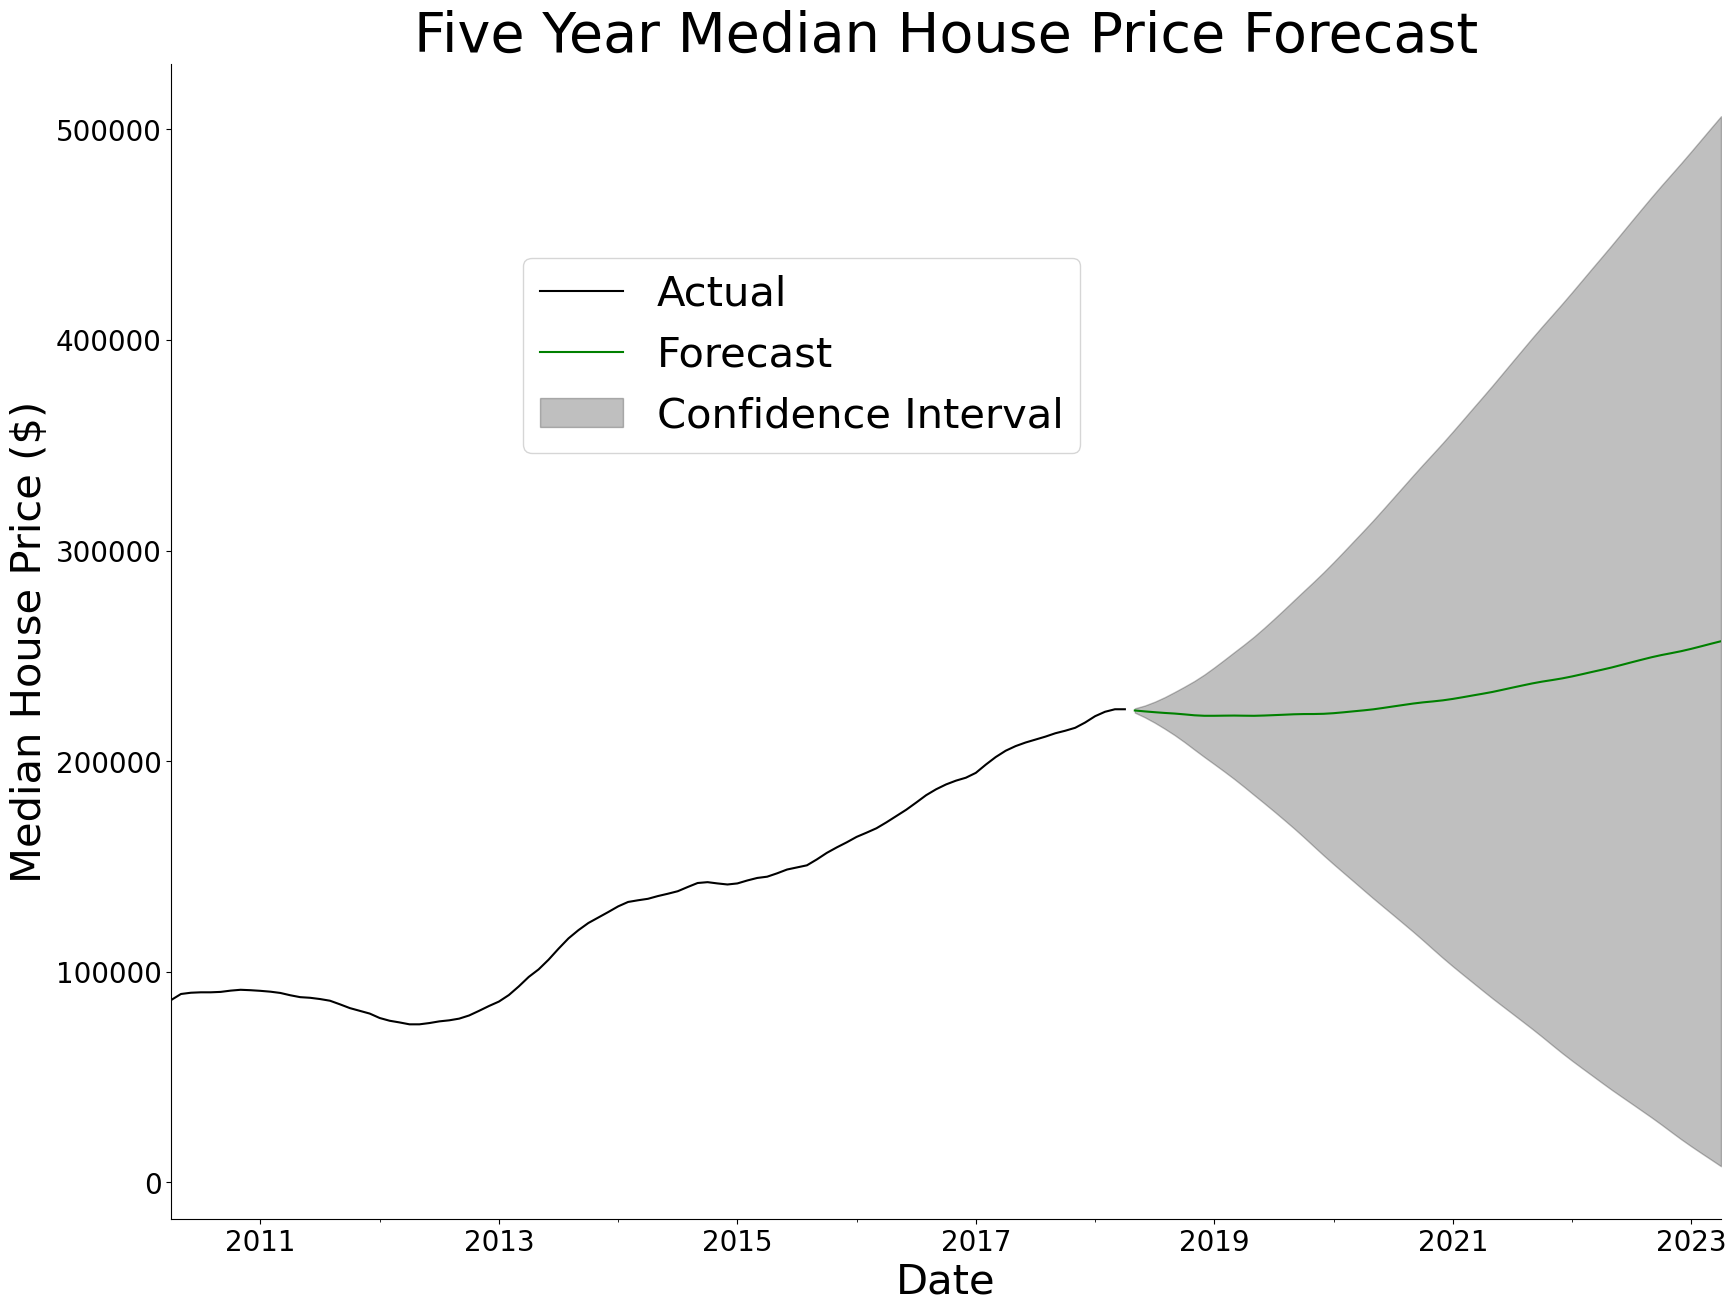 Five Year Median House Price Forecast
500000
400000
300000
200000
100000
0
Median House Price ($)
Actual
Forecast
Confidence Interval
2011 2013 2015 2017 2019 2021 2023
Date